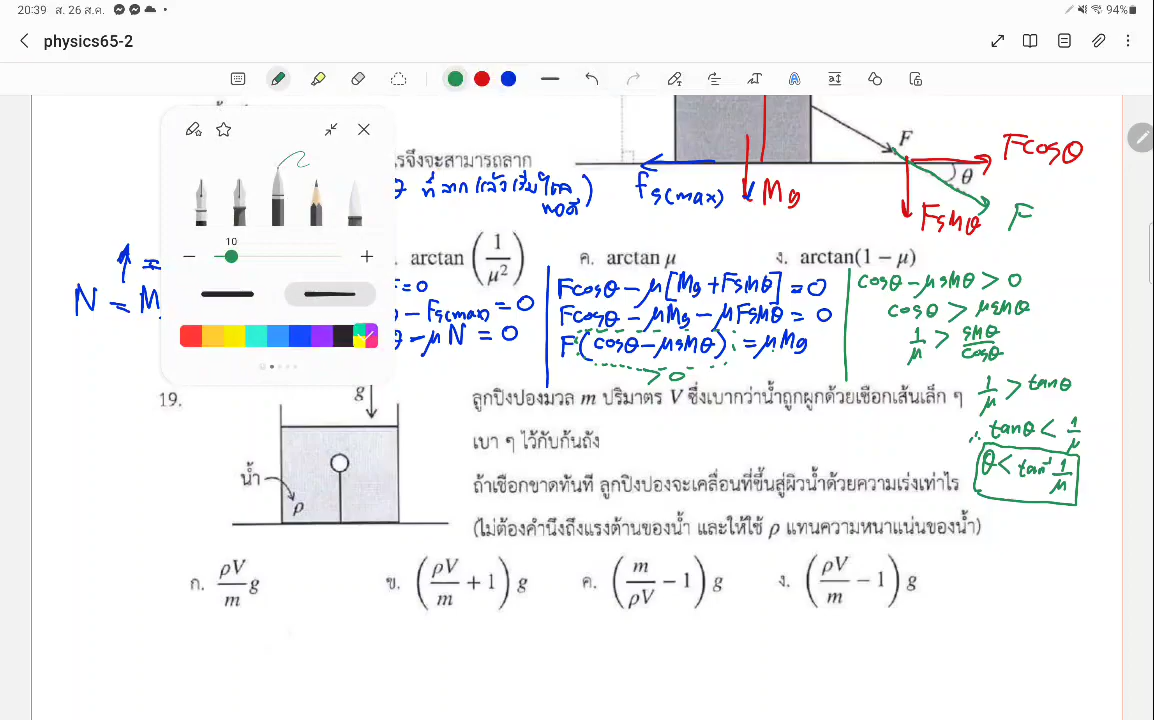 20:39 ส. 26 ส.ค. 94%
physics65-2
รจึงจะสามารถลาก
F
Fcosθ
θ
fs(max)
Mg
Fsinθ
F
arctan (1/μ²)
ค. arctan μ
ง. arctan(1 − μ)
N = M
F=0
- Fs(max) = 0
- μN = 0
Fcosθ - μ[Mg + Fsinθ] = 0
Fcosθ - μMg - μFsinθ = 0
F(cosθ - μsinθ) = μMg
> 0
cosθ - μsinθ > 0
cosθ > μsinθ
1/μ > sinθ/cosθ
1/μ > tanθ
∴ tanθ < 1/μ
θ < tan⁻¹ 1/μ
10
19.
g
น้ำ
ρ
ลูกปิงปองมวล m ปริมาตร V ซึ่งเบากว่าน้ำถูกผูกด้วยเชือกเส้นเล็ก ๆ
เบา ๆ ไว้กับก้นถัง
ถ้าเชือกขาดทันที ลูกปิงปองจะเคลื่อนที่ขึ้นสู่ผิวน้ำด้วยความเร่งเท่าไร
(ไม่ต้องคำนึงถึงแรงต้านของน้ำ และให้ใช้ ρ แทนความหนาแน่นของน้ำ)
ก. ρV/m g
ข. (ρV/m + 1) g
ค. (m/ρV − 1) g
ง. (ρV/m − 1) g